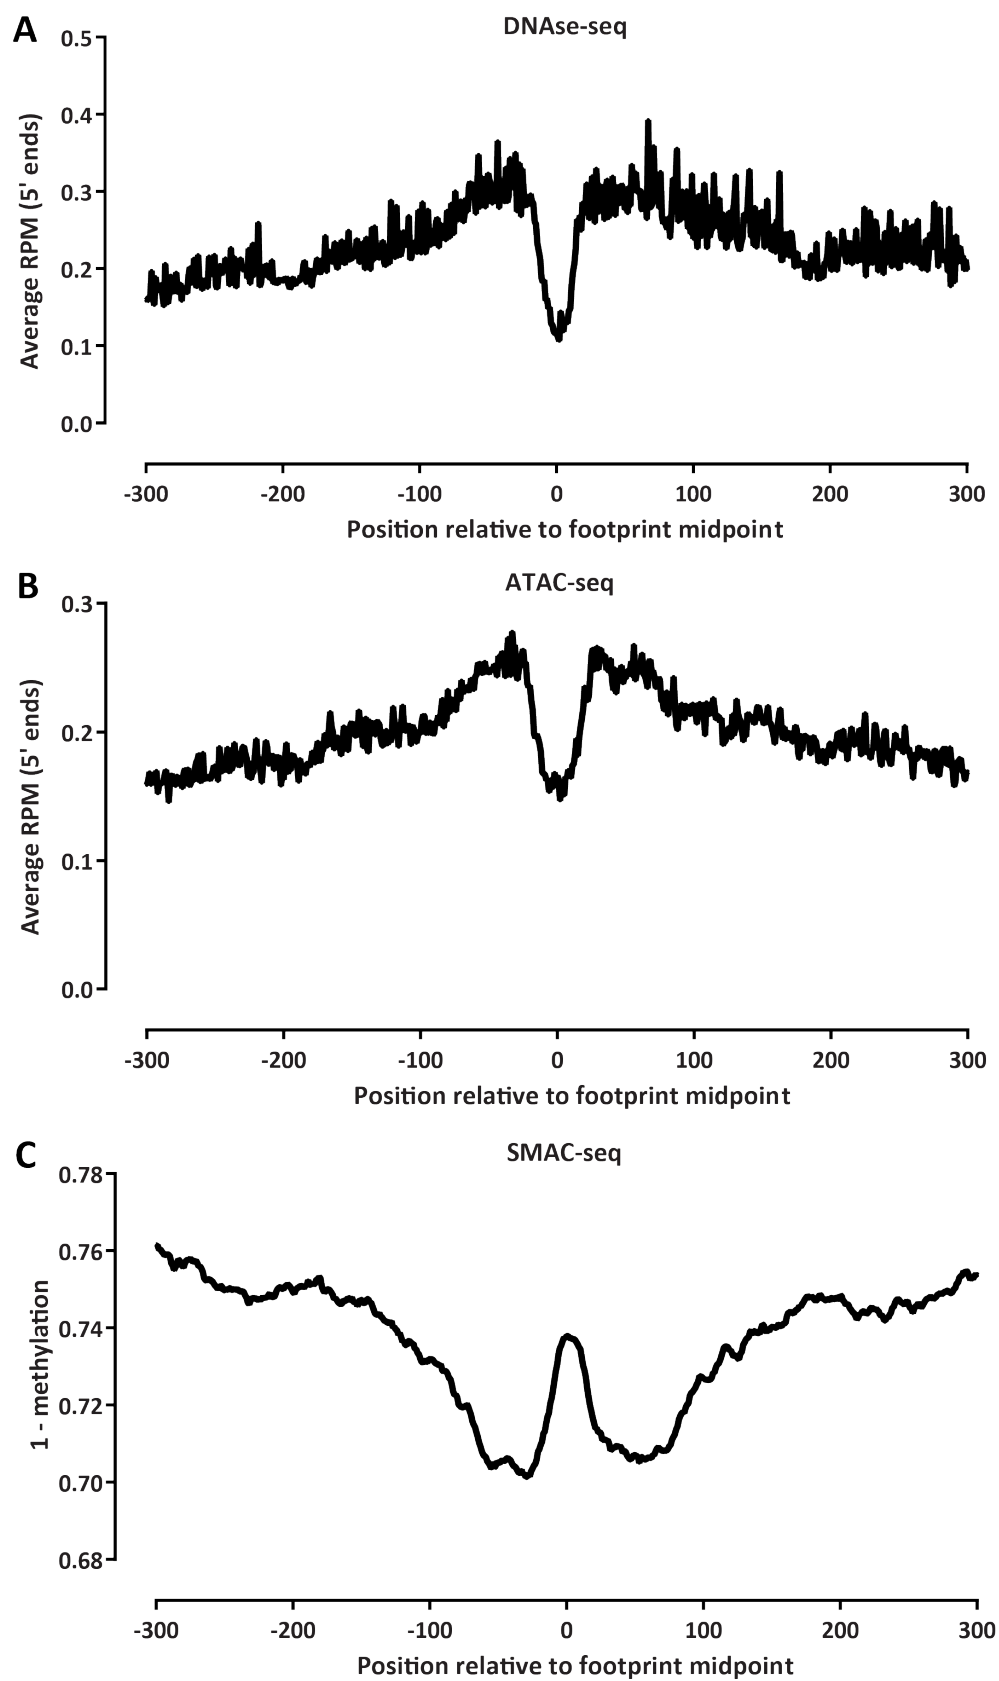 A
DNAse-seq
0.5
0.4
0.3
0.2
0.1
0.0
Average RPM (5' ends)
-300 -200 -100 0 100 200 300
Position relative to footprint midpoint
B
ATAC-seq
0.3
0.2
0.1
0.0
Average RPM (5' ends)
-300 -200 -100 0 100 200 300
Position relative to footprint midpoint
C
SMAC-seq
0.78
0.76
0.74
0.72
0.70
0.68
1 - methylation
-300 -200 -100 0 100 200 300
Position relative to footprint midpoint